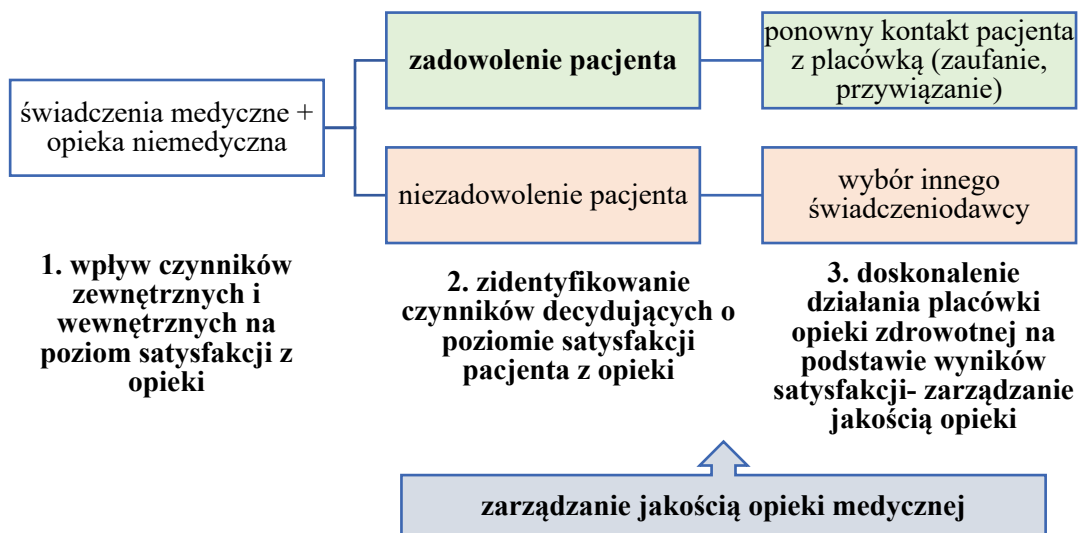 świadczenia medyczne +
opieka niemedyczna
zadowolenie pacjenta
ponowny kontakt pacjenta
z placówką (zaufanie,
przywiązanie)
niezadowolenie pacjenta
wybór innego
świadczeniodawcy
1. wpływ czynników
zewnętrznych i
wewnętrznych na
poziom satysfakcji z
opieki
2. zidentyfikowanie
czynników decydujących o
poziomie satysfakcji
pacjenta z opieki
3. doskonalenie
działania placówki
opieki zdrowotnej na
podstawie wyników
satysfakcji- zarządzanie
jakością opieki
zarządzanie jakością opieki medycznej